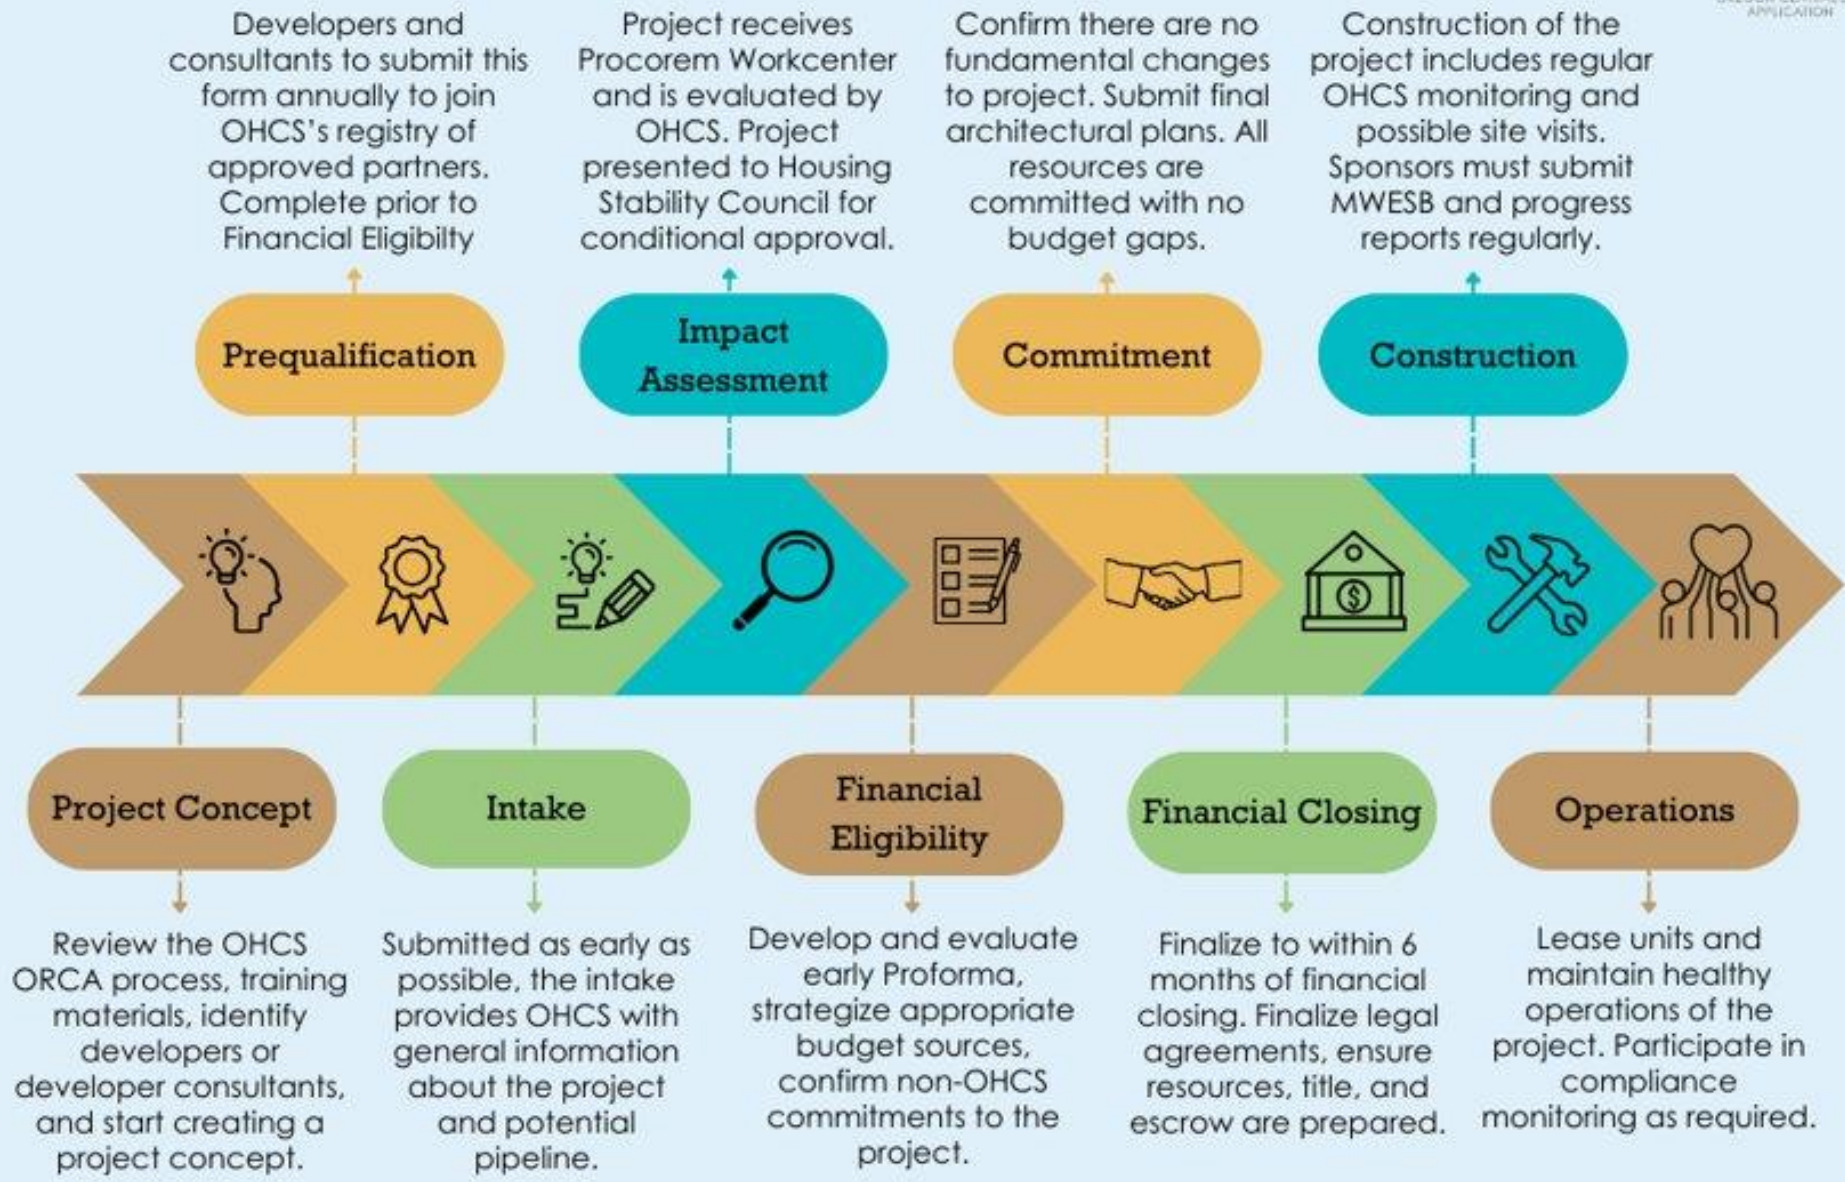 APPLICATION
Developers and
consultants to submit this
form annually to join
OHCS's registry of
approved partners.
Complete prior to
Financial Eligibilty
Project receives
Procorem Workcenter
and is evaluated by
OHCS. Project
presented to Housing
Stability Council for
conditional approval.
Confirm there are no
fundamental changes
to project. Submit final
architectural plans. All
resources are
committed with no
budget gaps.
Construction of the
project includes regular
OHCS monitoring and
possible site visits.
Sponsors must submit
MWESB and progress
reports regularly.
Prequalification
Impact
Assessment
Commitment
Construction
$
Project Concept
Intake
Financial
Eligibility
Financial Closing
Operations
Review the OHCS
ORCA process, training
materials, identify
developers or
developer consultants,
and start creating a
project concept.
Submitted as early as
possible, the intake
provides OHCS with
general information
about the project
and potential
pipeline.
Develop and evaluate
early Proforma,
strategize appropriate
budget sources,
confirm non-OHCS
commitments to the
project.
Finalize to within 6
months of financial
closing. Finalize legal
agreements, ensure
resources, title, and
escrow are prepared.
Lease units and
maintain healthy
operations of the
project. Participate in
compliance
monitoring as required.